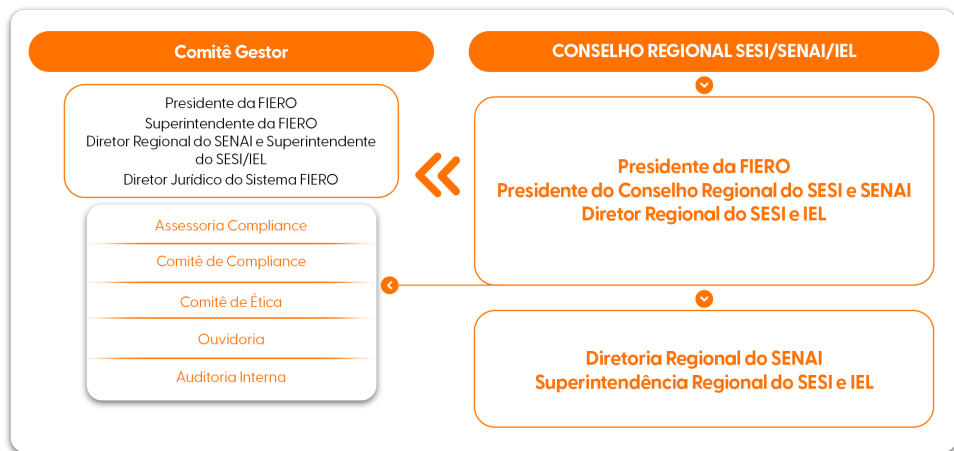 Comitê Gestor
Presidente da FIERO
Superintendente da FIERO
Diretor Regional do SENAI e Superintendente
do SESI/IEL
Diretor Jurídico do Sistema FIERO
Assessoria Compliance
Comitê de Compliance
Comitê de Ética
Ouvidoria
Auditoria Interna
CONSELHO REGIONAL SESI/SENAI/IEL
Presidente da FIERO
Presidente do Conselho Regional do SESI e SENAI
Diretor Regional do SESI e IEL
Diretoria Regional do SENAI
Superintendência Regional do SESI e IEL